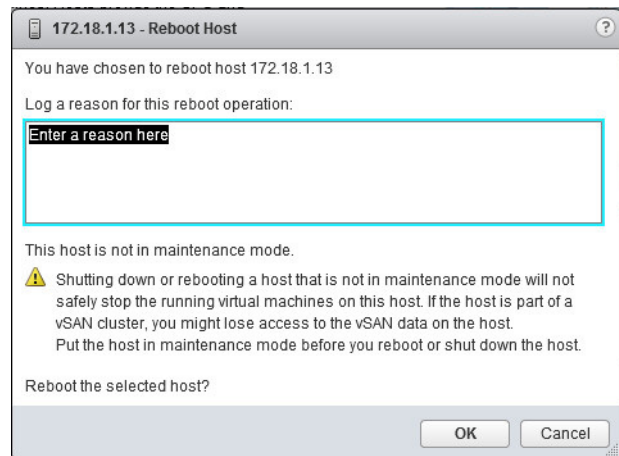 172.18.1.13 - Reboot Host
?
You have chosen to reboot host 172.18.1.13
Log a reason for this reboot operation:
Enter a reason here
This host is not in maintenance mode.
Shutting down or rebooting a host that is not in maintenance mode will not
safely stop the running virtual machines on this host. If the host is part of a
vSAN cluster, you might lose access to the vSAN data on the host.
Put the host in maintenance mode before you reboot or shut down the host.
Reboot the selected host?
OK
Cancel